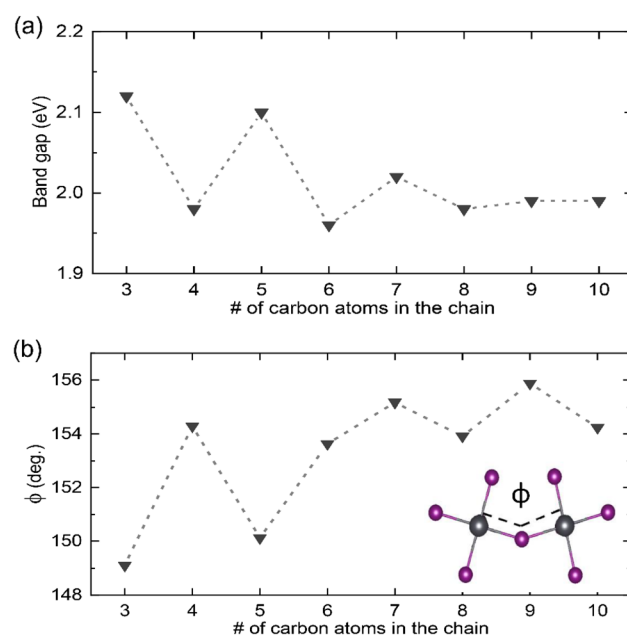 (a)
2.2
2.1
2.0
1.9
Band gap (eV)
3 4 5 6 7 8 9 10
# of carbon atoms in the chain
(b)
156
154
152
150
148
ϕ (deg.)
ϕ
3 4 5 6 7 8 9 10
# of carbon atoms in the chain